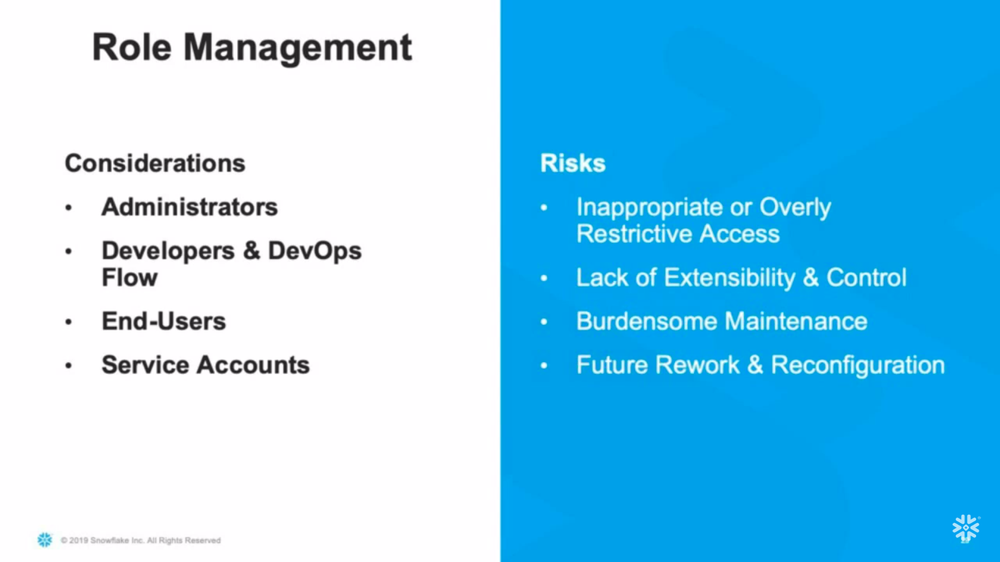 Role Management
Considerations
• Administrators
• Developers & DevOps
Flow
• End-Users
• Service Accounts
Risks
• Inappropriate or Overly
Restrictive Access
• Lack of Extensibility & Control
• Burdensome Maintenance
• Future Rework & Reconfiguration
© 2019 Snowflake Inc. All Rights Reserved